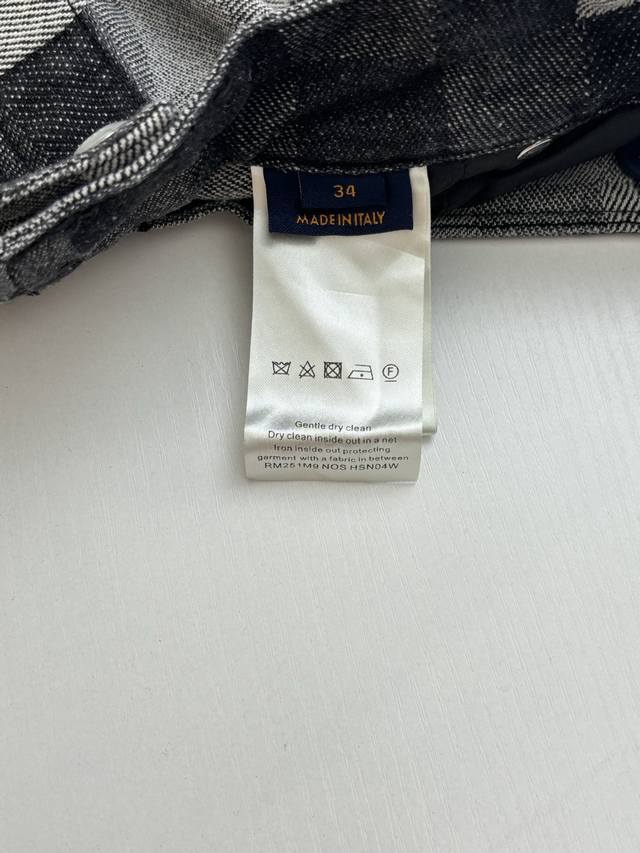 34
MADE IN ITALY
F
Gentle dry clean
Dry clean inside out in a net
Iron inside out protecting
garment with a fabric in between
RM251M9 NOS HSN04W